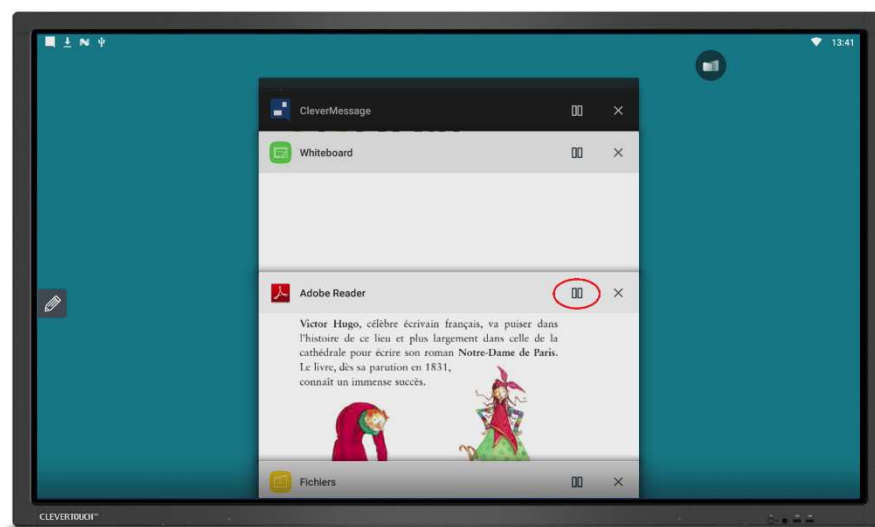 13:41
CleverMessage
Whiteboard
Adobe Reader
Victor Hugo, célèbre écrivain français, va puiser dans
l'histoire de ce lieu et plus largement dans celle de la
cathédrale pour écrire son roman Notre-Dame de Paris.
Le livre, dès sa parution en 1831,
connaît un immense succès.
Fichiers
CLEVERTOUCH™